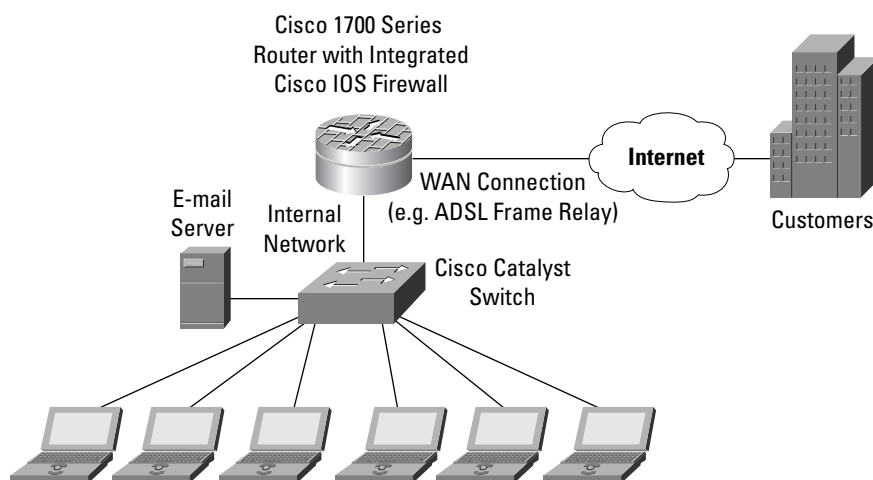 Cisco 1700 Series
Router with Integrated
Cisco IOS Firewall
Internet
WAN Connection
(e.g. ADSL Frame Relay)
Customers
E-mail
Server
Internal
Network
Cisco Catalyst
Switch